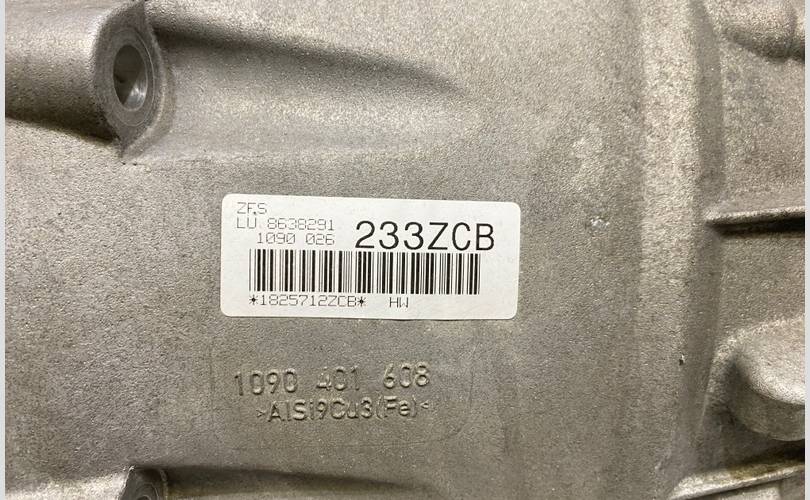 ZFS
LU 8638291
1090 026 233ZCB
*1825712ZCB* HW
1090 401 608
>AlSi9Cu3(Fe)<